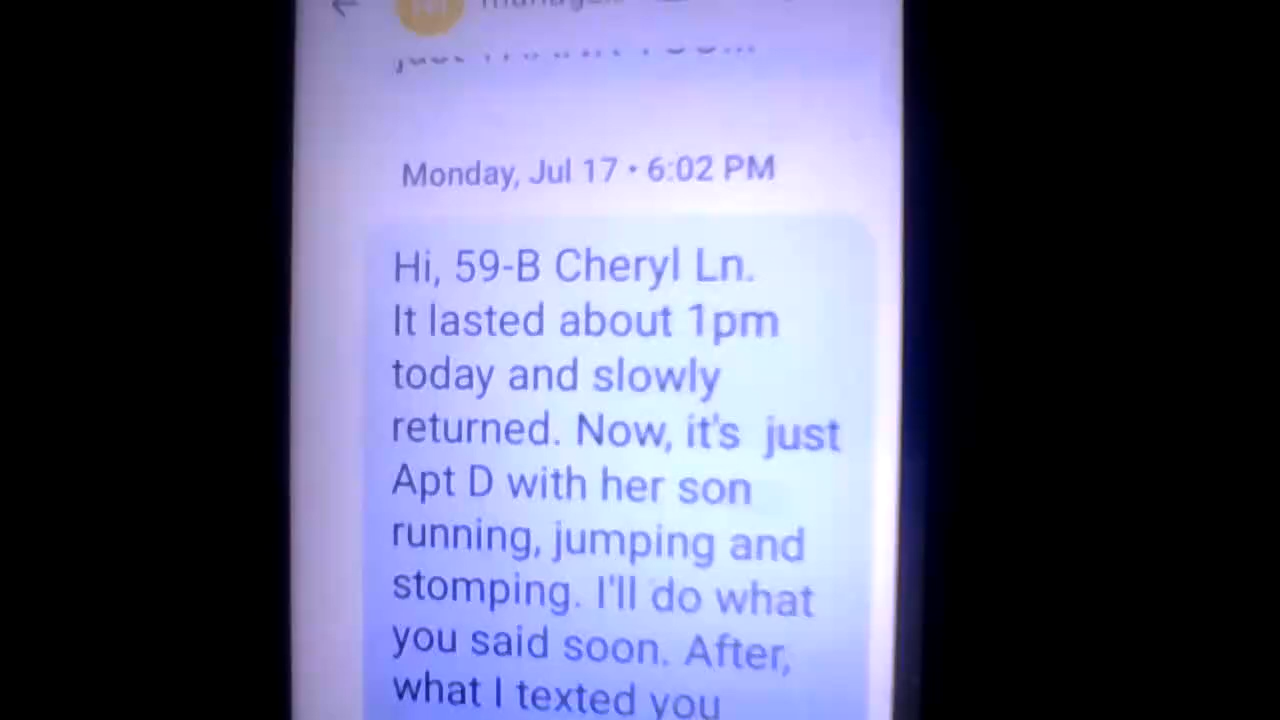 Monday, Jul 17 • 6:02 PM
Hi, 59-B Cheryl Ln.
It lasted about 1pm
today and slowly
returned. Now, it's just
Apt D with her son
running, jumping and
stomping. I'll do what
you said soon. After,
what I texted you